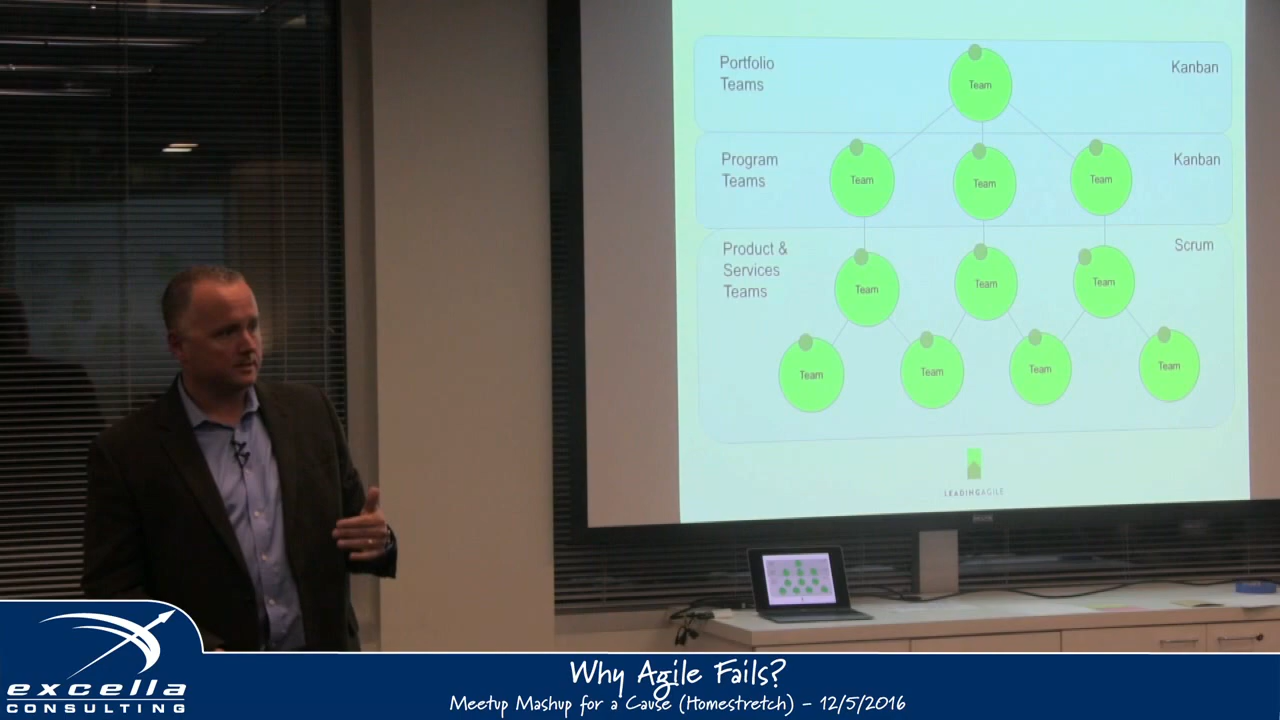 Portfolio
Teams
Team
Kanban
Program
Teams
Team
Team
Team
Kanban
Product &
Services
Teams
Team
Team
Team
Scrum
Team
Team
Team
Team
LEADINGAGILE
excella
CONSULTING
Why Agile Fails?
Meetup Mashup for a Cause (Homestretch) - 12/5/2016